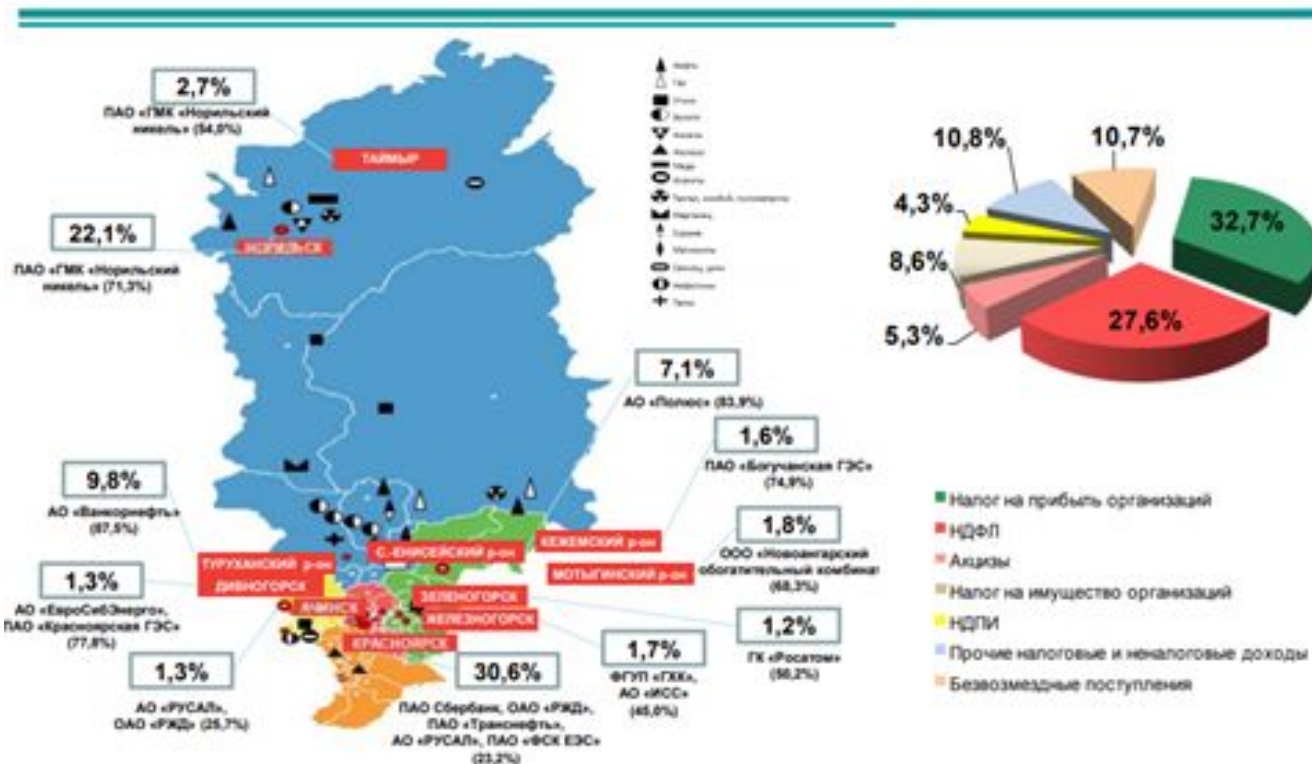 2,7%
ПАО «ГМК «Норильский
никель» (54,0%)
ТАЙМЫР
22,1%
ПАО «ГМК «Норильский
никель» (71,3%)
НОРИЛЬСК
7,1%
АО «Полюс» (83,9%)
1,6%
ПАО «Богучанская ГЭС»
(74,9%)
9,8%
АО «Ванкорнефть»
1,8%
ООО «Новоангарский
обогатительный комбинат
КЕЖЕМСКИЙ р-он
С.-ЕНИСЕЙСКИЙ р-он
ТУРУХАНСКИЙ р-он
МОТЫГИНСКИЙ р-он
ДИВНОГОРСК
1,3%
АО «ЕвроСибЭнерго»,
ПАО «Красноярская ГЭС»
(77,8%)
ЗЕЛЕНОГОРСК
АЧИНСК
ЖЕЛЕЗНОГОРСК
КРАСНОЯРСК
1,2%
ГК «Росатом»
(50,2%)
1,3%
АО «РУСАЛ»,
ОАО «РЖД» (25,7%)
30,6%
ПАО Сбербанк, ОАО «РЖД»,
ПАО «Транснефть»,
АО «РУСАЛ», ПАО «ФСК ЕЭС»
(23,2%)
1,7%
ФГУП «ГХК»,
АО «ИСС»
(45,0%)
10,8%
10,7%
4,3%
32,7%
8,6%
5,3%
27,6%
Налог на прибыль организаций
НДФЛ
Акцизы
Налог на имущество организаций
НДПИ
Прочие налоговые и неналоговые доходы
Безвозмездные поступления